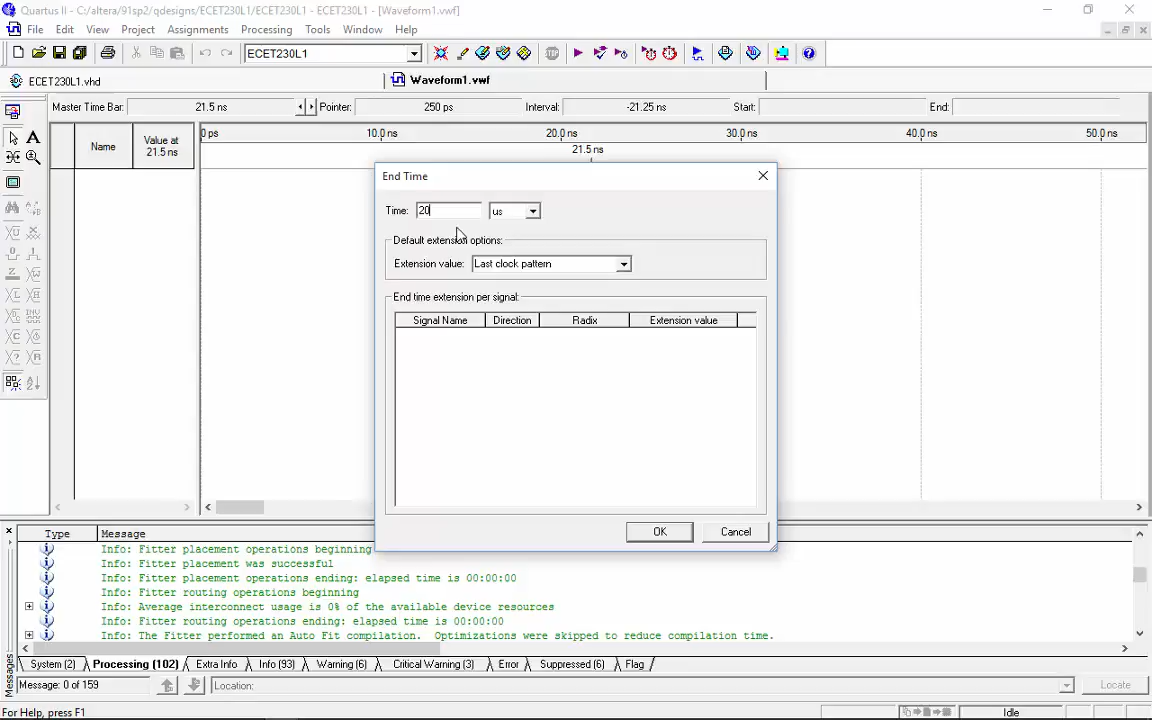 Quartus II - C:/altera/91sp2/qdesigns/ECET230L1/ECET230L1 - ECET230L1 - [Waveform1.vwf]
File Edit View Project Assignments Processing Tools Window Help
ECET230L1
ECET230L1.vhd Waveform1.vwf
Master Time Bar: 21.5 ns Pointer: 250 ps Interval: -21.25 ns Start: End:
Name Value at 21.5 ns
0 ps 10.0 ns 20.0 ns 30.0 ns 40.0 ns 50.0 ns
21.5 ns
End Time
Time: 20 us
Default extension options:
Extension value: Last clock pattern
End time extension per signal:
Signal Name Direction Radix Extension value
OK Cancel
Type Message
Info: Fitter placement operations beginning
Info: Fitter placement was successful
Info: Fitter placement operations ending: elapsed time is 00:00:00
Info: Fitter routing operations beginning
Info: Average interconnect usage is 0% of the available device resources
Info: Fitter routing operations ending: elapsed time is 00:00:00
Info: The Fitter performed an Auto Fit compilation. Optimizations were skipped to reduce compilation time.
System (2) Processing (102) Extra Info Info (93) Warning (6) Critical Warning (3) Error Suppressed (6) Flag
Messages
Message: 0 of 159 Location: Locate
For Help, press F1 Idle